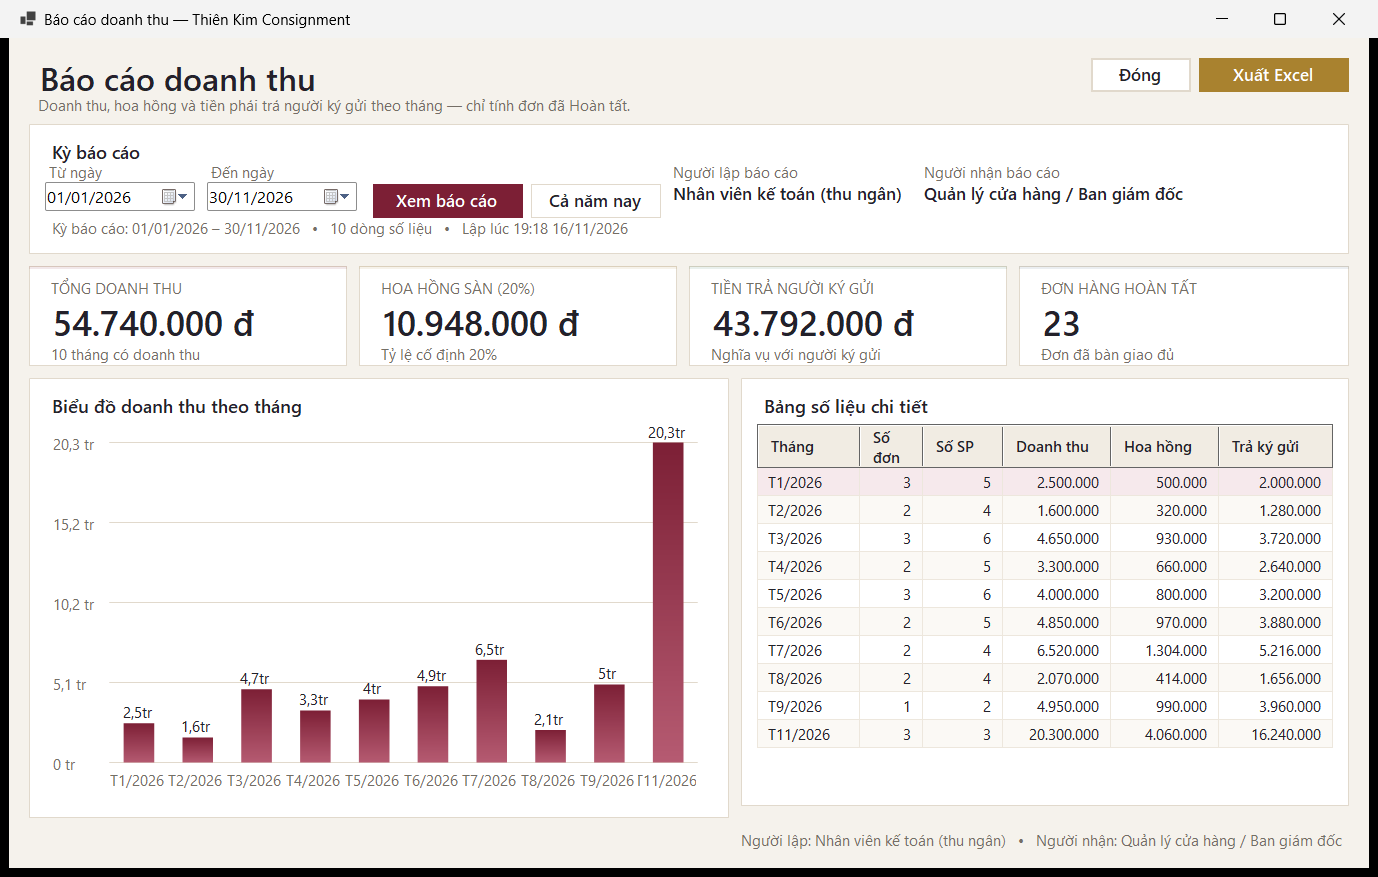 Báo cáo doanh thu — Thiên Kim Consignment
Báo cáo doanh thu
Doanh thu, hoa hồng và tiền phải trả người ký gửi theo tháng — chỉ tính đơn đã Hoàn tất.
Đóng
Xuất Excel
Kỳ báo cáo
Từ ngày
Đến ngày
01/01/2026
30/11/2026
Xem báo cáo
Cả năm nay
Người lập báo cáo
Nhân viên kế toán (thu ngân)
Người nhận báo cáo
Quản lý cửa hàng / Ban giám đốc
Kỳ báo cáo: 01/01/2026 – 30/11/2026 • 10 dòng số liệu • Lập lúc 19:18 16/11/2026
TỔNG DOANH THU
54.740.000 đ
10 tháng có doanh thu
HOA HỒNG SÀN (20%)
10.948.000 đ
Tỷ lệ cố định 20%
TIỀN TRẢ NGƯỜI KÝ GỬI
43.792.000 đ
Nghĩa vụ với người ký gửi
ĐƠN HÀNG HOÀN TẤT
23
Đơn đã bàn giao đủ
Biểu đồ doanh thu theo tháng
20,3 tr
15,2 tr
10,2 tr
5,1 tr
0 tr
2,5tr
1,6tr
4,7tr
3,3tr
4tr
4,9tr
6,5tr
2,1tr
5tr
20,3tr
T1/2026 T2/2026 T3/2026 T4/2026 T5/2026 T6/2026 T7/2026 T8/2026 T9/2026 T11/2026
Bảng số liệu chi tiết
Tháng Số đơn Số SP Doanh thu Hoa hồng Trả ký gửi
T1/2026 3 5 2.500.000 500.000 2.000.000
T2/2026 2 4 1.600.000 320.000 1.280.000
T3/2026 3 6 4.650.000 930.000 3.720.000
T4/2026 2 5 3.300.000 660.000 2.640.000
T5/2026 3 6 4.000.000 800.000 3.200.000
T6/2026 2 5 4.850.000 970.000 3.880.000
T7/2026 2 4 6.520.000 1.304.000 5.216.000
T8/2026 2 4 2.070.000 414.000 1.656.000
T9/2026 1 2 4.950.000 990.000 3.960.000
T11/2026 3 3 20.300.000 4.060.000 16.240.000
Người lập: Nhân viên kế toán (thu ngân) • Người nhận: Quản lý cửa hàng / Ban giám đốc